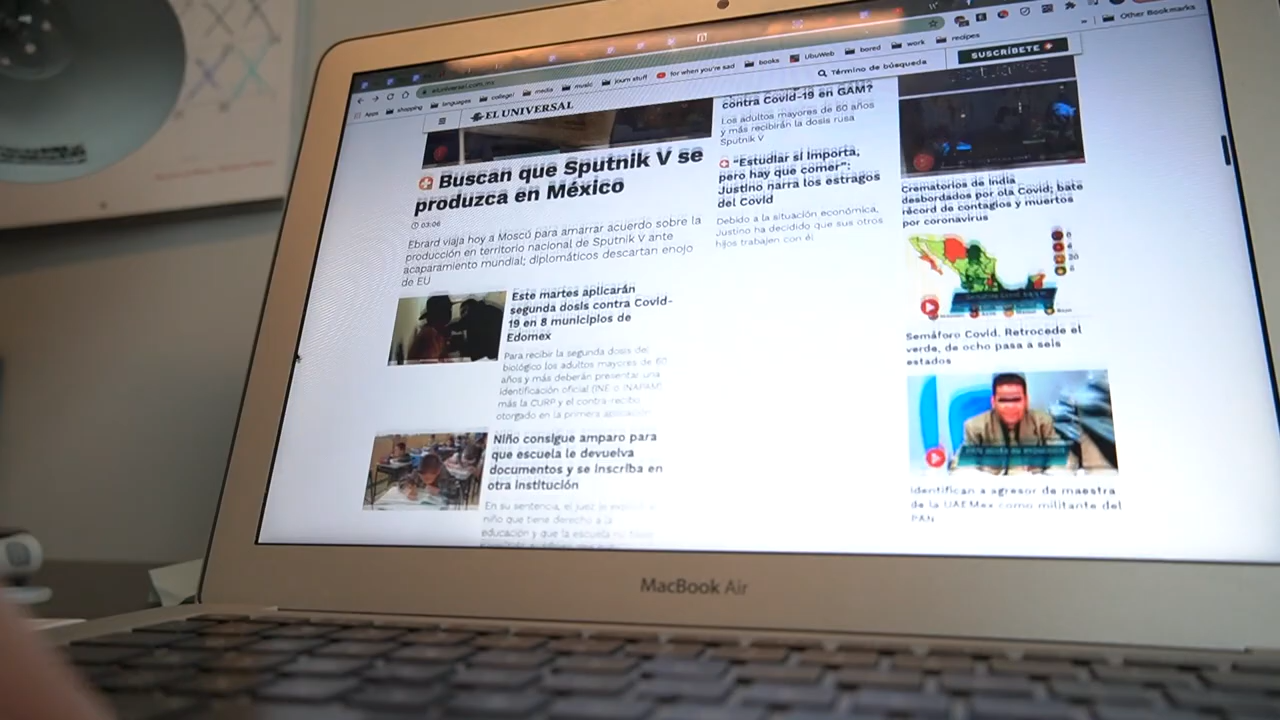 eluniversal.com.mx
Other Bookmarks
Apps
shopping
languages
college!
media
music
journ stuff
for when you're sad
books
UbuWeb
bored
work
recipes
EL UNIVERSAL
Término de búsqueda
SUSCRÍBETE
Buscan que Sputnik V se
produzca en México
03:06
Ebrard viaja hoy a Moscú para amarrar acuerdo sobre la
producción en territorio nacional de Sputnik V ante
acaparamiento mundial; diplomáticos descartan enojo
de EU
Este martes aplicarán
segunda dosis contra Covid-
19 en 8 municipios de
Edomex
Para recibir la segunda dosis del
biológico los adultos mayores de 60
años y más deberán presentar una
identificación oficial (INE o INAPAM)
más la CURP y el contra-recibo
otorgado en la primera aplicación
Niño consigue amparo para
que escuela le devuelva
documentos y se inscriba en
otra institución
En su sentencia, el juez le
niño que tiene derecho a la
educación y que la escuela no
contra Covid-19 en GAM?
Los adultos mayores de 60 años
y más recibirán la dosis rusa
Sputnik V
"Estudiar sí importa,
pero hay que comer":
Justino narra los estragos
del Covid
Debido a la situación económica,
Justino ha decidido que sus otros
hijos trabajen con él
Crematorios de India
desbordados por ola Covid; bate
récord de contagios y muertos
por coronavirus
Semáforo Covid. Retrocede el
verde, de ocho pasa a seis
estados
Identifican a agresor de maestra
de la UAEMex como militante del
PAN
MacBook Air